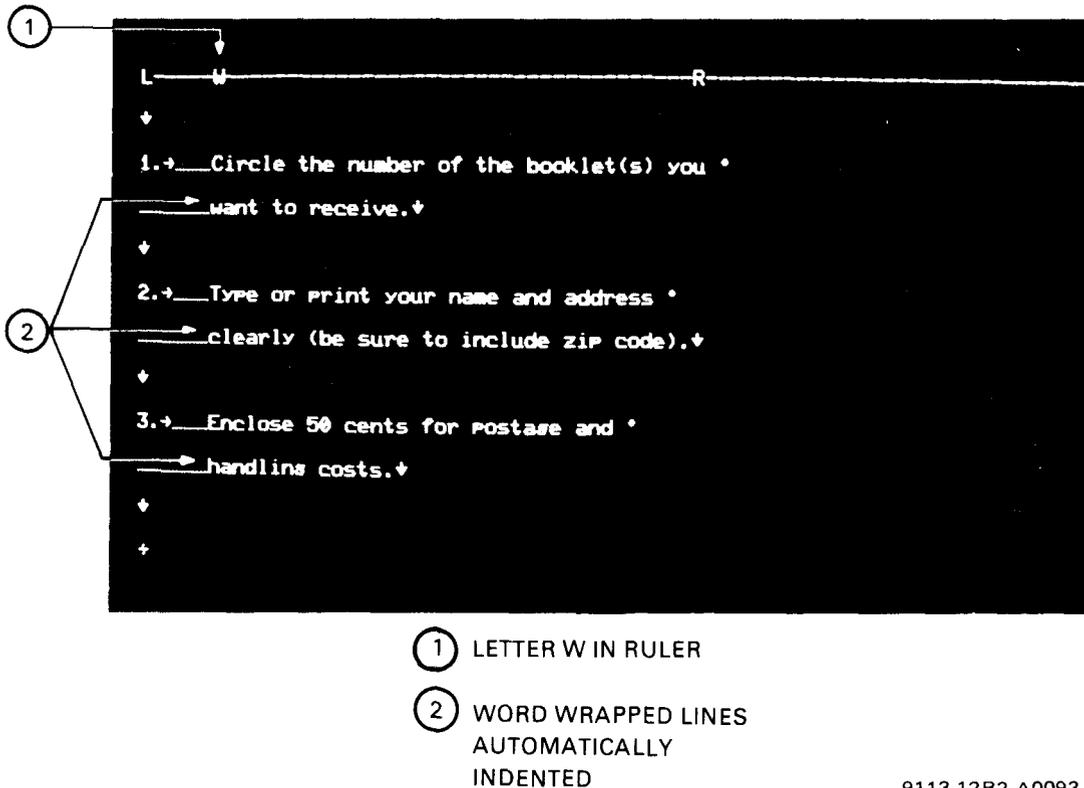 1
L W R
1. Circle the number of the booklet(s) you
want to receive.
2
2. Type or print your name and address
clearly (be sure to include zip code).
3. Enclose 50 cents for postage and
handling costs.
1 LETTER W IN RULER
2 WORD WRAPPED LINES
AUTOMATICALLY
INDENTED
9113 12B2 A0093